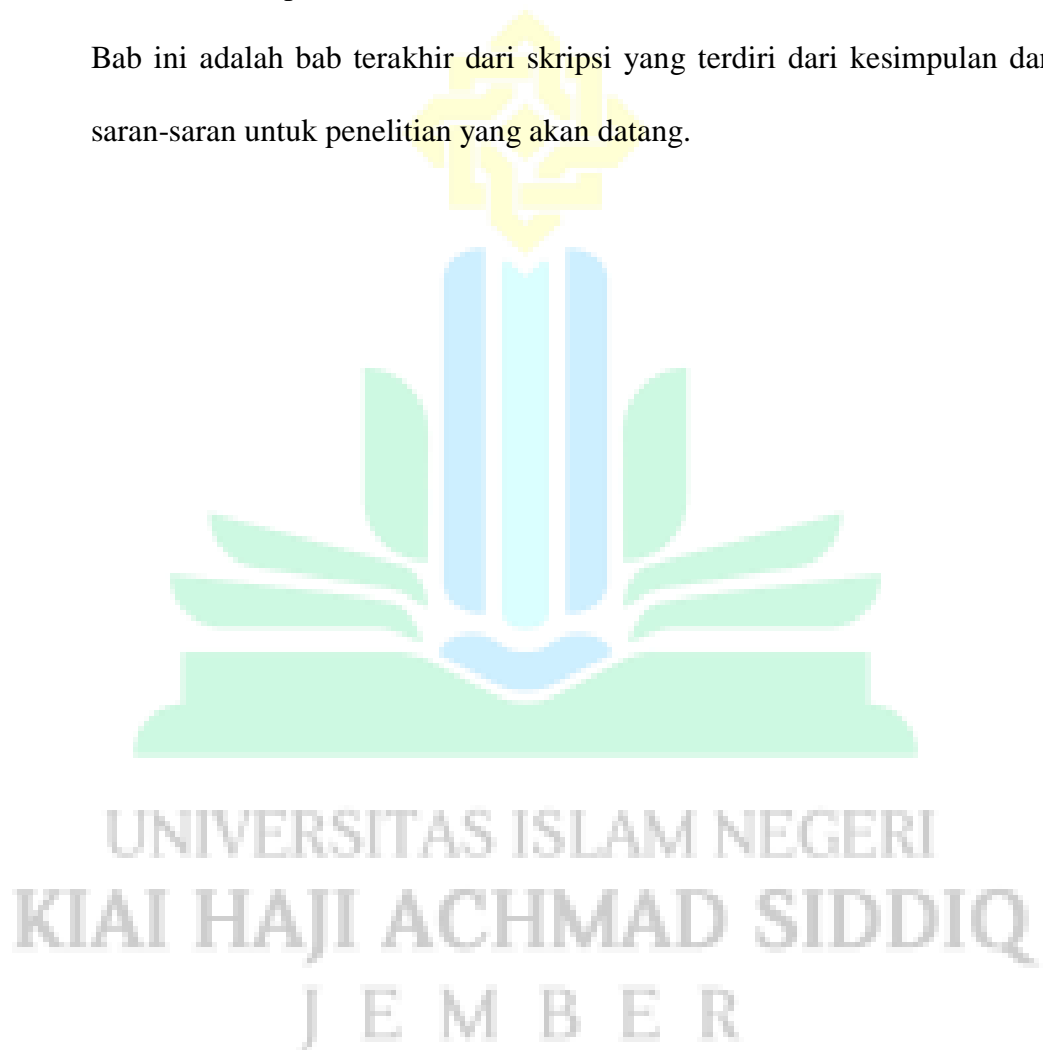 Bab ini adalah bab terakhir dari skripsi yang terdiri dari kesimpulan dan
saran-saran untuk penelitian yang akan datang.
UNIVERSITAS ISLAM NEGERI
KIAI HAJI ACHMAD SIDDIQ
JEMBER